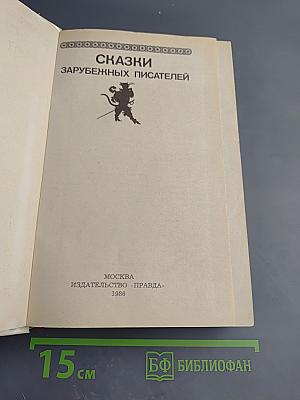 СКАЗКИ
ЗАРУБЕЖНЫХ ПИСАТЕЛЕЙ
МОСКВА
ИЗДАТЕЛЬСТВО «ПРАВДА»
1986
15 см
БФ БИБЛИОФАН